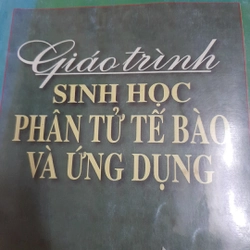 Giáo trình
SINH HỌC
PHÂN TỬ TẾ BÀO
VÀ ỨNG DỤNG